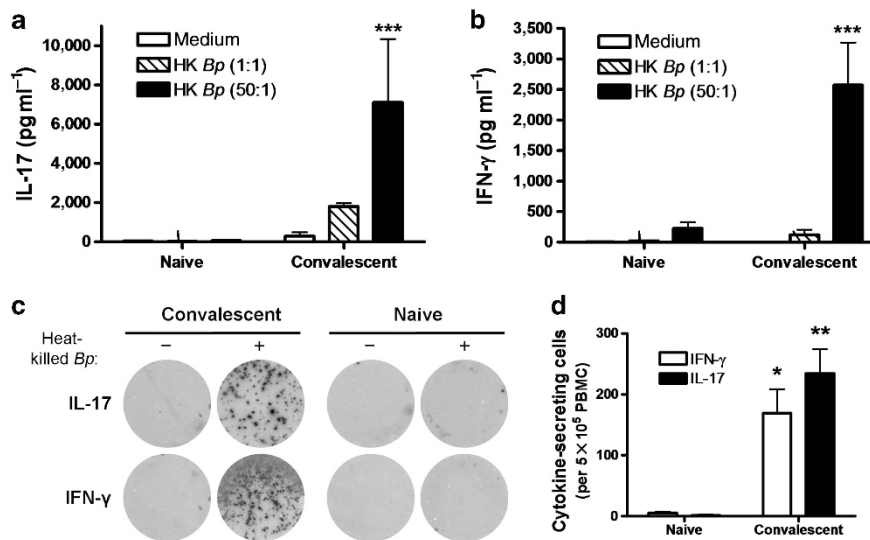 a
10,000
8,000
6,000
4,000
2,000
0
IL-17 (pg ml⁻¹)
Medium
HK Bp (1:1)
HK Bp (50:1)
***
Naive Convalescent
b
3,500
3,000
2,500
2,000
1,500
1,000
500
0
IFN-γ (pg ml⁻¹)
Medium
HK Bp (1:1)
HK Bp (50:1)
***
Naive Convalescent
c
Convalescent Naive
Heat-
killed Bp:
− + − +
IL-17
IFN-γ
d
300
200
100
0
Cytokine-secreting cells
(per 5 × 10⁵ PBMC)
IFN-γ
IL-17
* **
Naive Convalescent